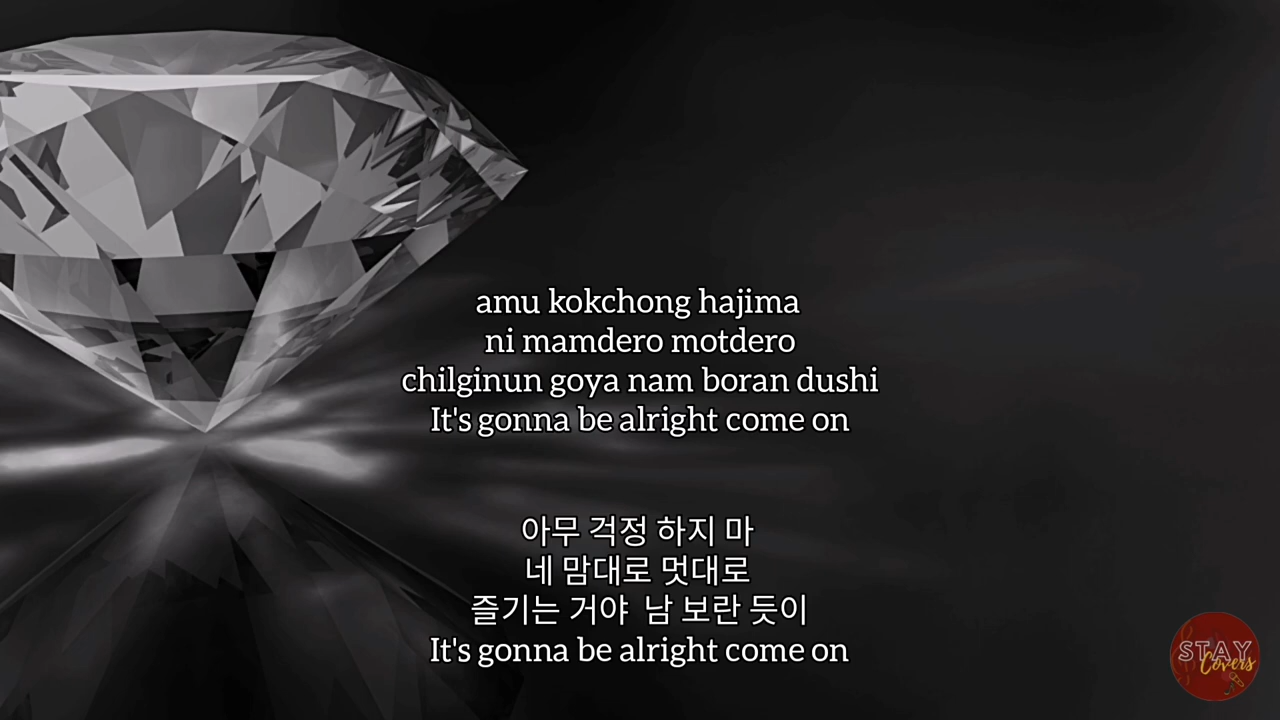 amu kokchong hajima
ni mamdero motdero
chilginun goya nam boran dushi
It's gonna be alright come on
아무 걱정 하지 마
네 맘대로 멋대로
즐기는 거야 남 보란 듯이
It's gonna be alright come on
STAY
Covers